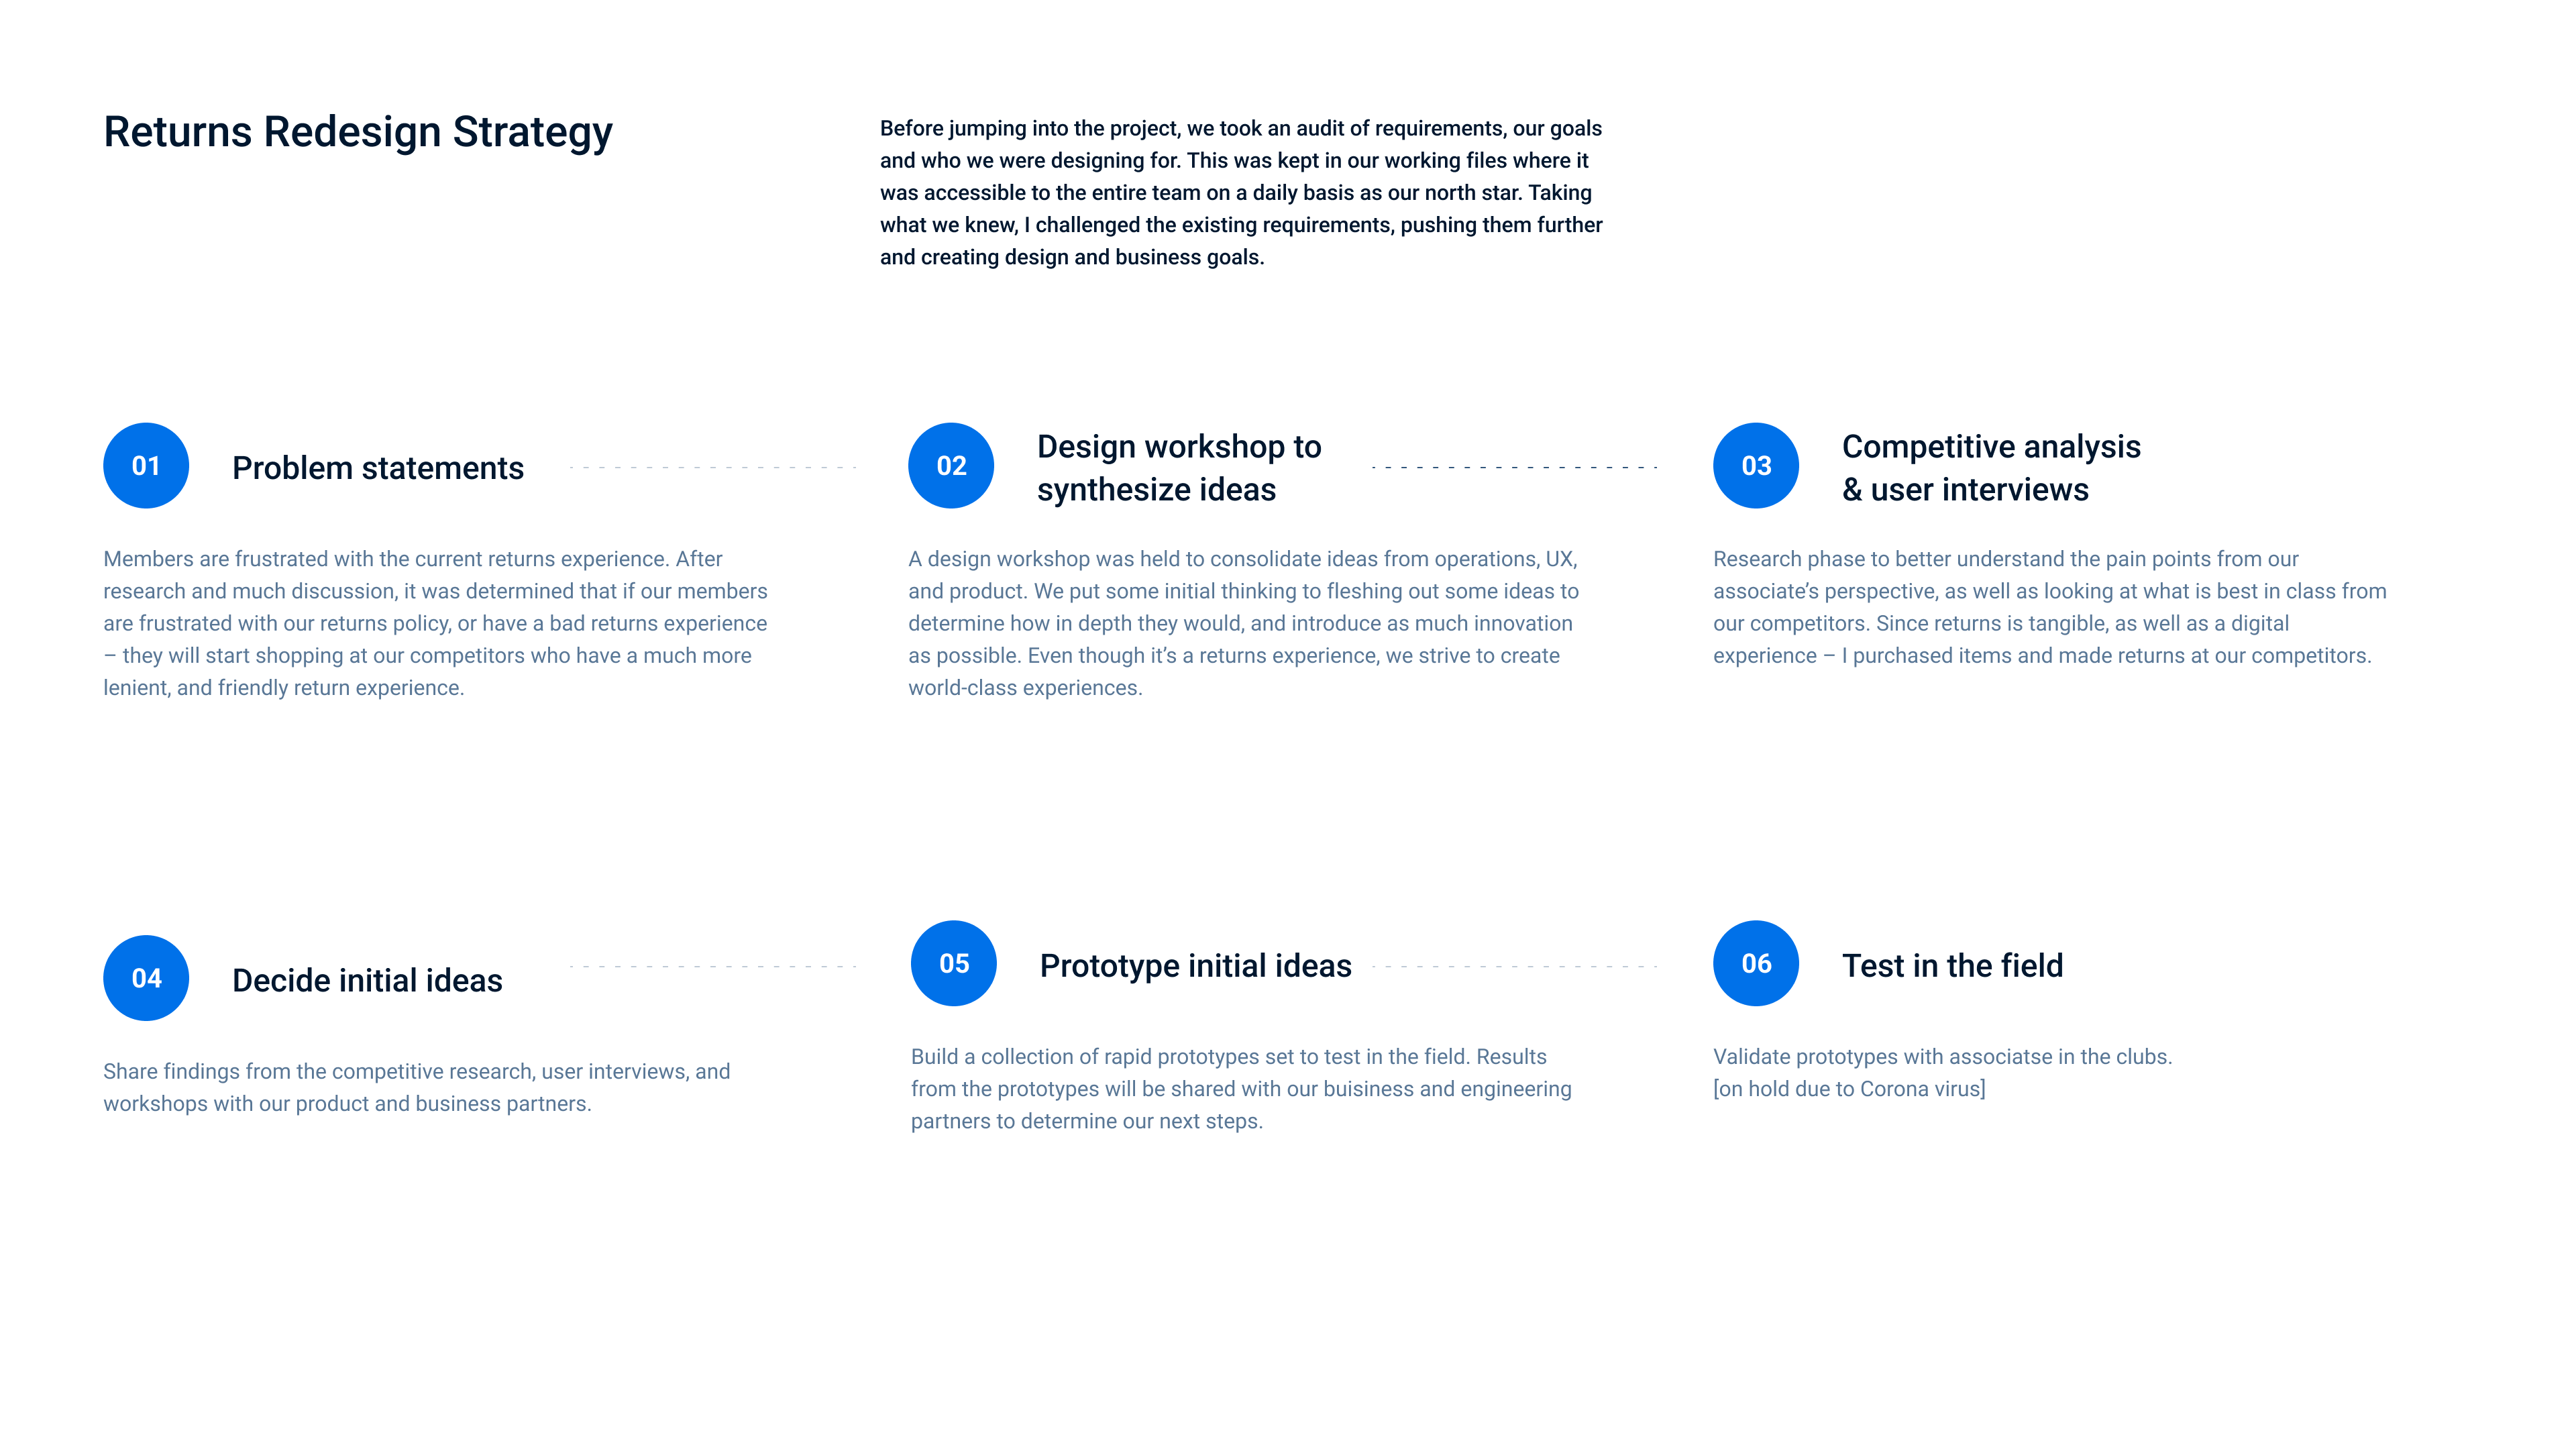 Returns Redesign Strategy
Before jumping into the project, we took an audit of requirements, our goals
and who we were designing for. This was kept in our working files where it
was accessible to the entire team on a daily basis as our north star. Taking
what we knew, I challenged the existing requirements, pushing them further
and creating design and business goals.
01
Problem statements
Members are frustrated with the current returns experience. After
research and much discussion, it was determined that if our members
are frustrated with our returns policy, or have a bad returns experience
– they will start shopping at our competitors who have a much more
lenient, and friendly return experience.
02
Design workshop to
synthesize ideas
A design workshop was held to consolidate ideas from operations, UX,
and product. We put some initial thinking to fleshing out some ideas to
determine how in depth they would, and introduce as much innovation
as possible. Even though it’s a returns experience, we strive to create
world-class experiences.
03
Competitive analysis
& user interviews
Research phase to better understand the pain points from our
associate’s perspective, as well as looking at what is best in class from
our competitors. Since returns is tangible, as well as a digital
experience – I purchased items and made returns at our competitors.
04
Decide initial ideas
Share findings from the competitive research, user interviews, and
workshops with our product and business partners.
05
Prototype initial ideas
Build a collection of rapid prototypes set to test in the field. Results
from the prototypes will be shared with our buisiness and engineering
partners to determine our next steps.
06
Test in the field
Validate prototypes with associatse in the clubs.
[on hold due to Corona virus]